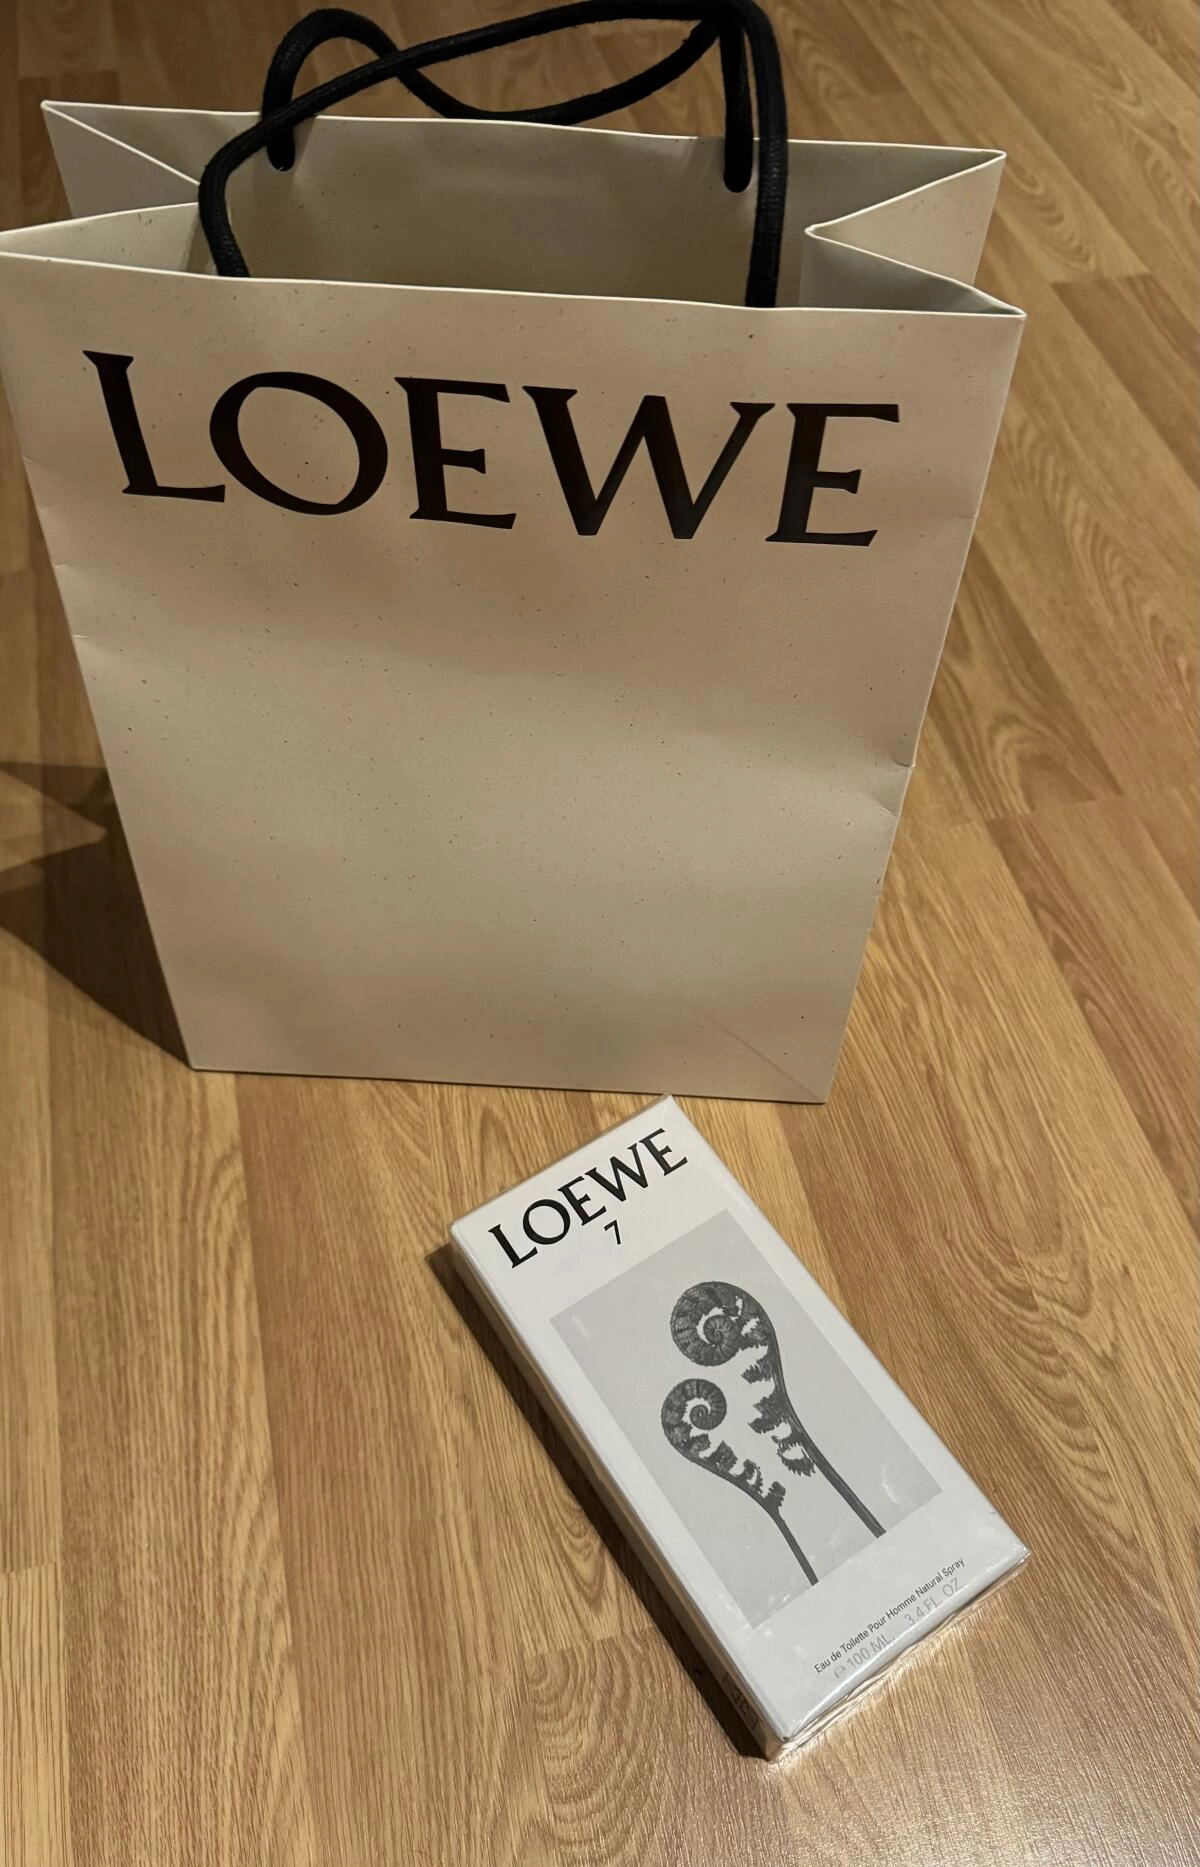 LOEWE
LOEWE
7
Eau de Toilette Pour Homme Natural Spray
℮ 100 ML. 3.4 FL. OZ.